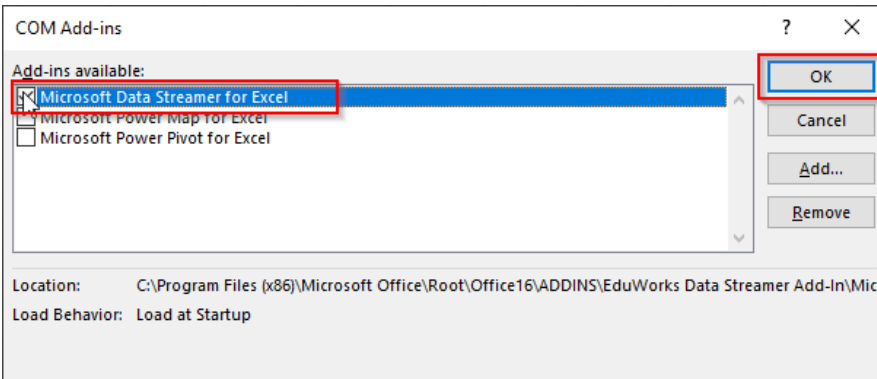 COM Add-ins ?
Add-ins available:
Microsoft Data Streamer for Excel
Microsoft Power Map for Excel
Microsoft Power Pivot for Excel
OK
Cancel
Add...
Remove
Location: C:\Program Files (x86)\Microsoft Office\Root\Office16\ADDINS\EduWorks Data Streamer Add-In\Mic
Load Behavior: Load at Startup